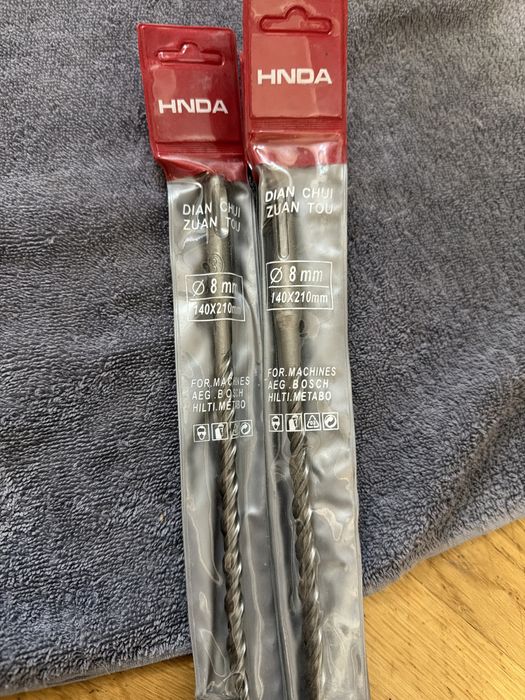 HNDA
DIAN CHUI
ZUAN TOU
Ø 8 mm
140X210mm
FOR.MACHINES
AEG .BOSCH
HILTI.METABO
HNDA
DIAN CHUI
ZUAN TOU
Ø 8 mm
140X210mm
FOR.MACHINES
AEG .BOSCH
HILTI.METABO